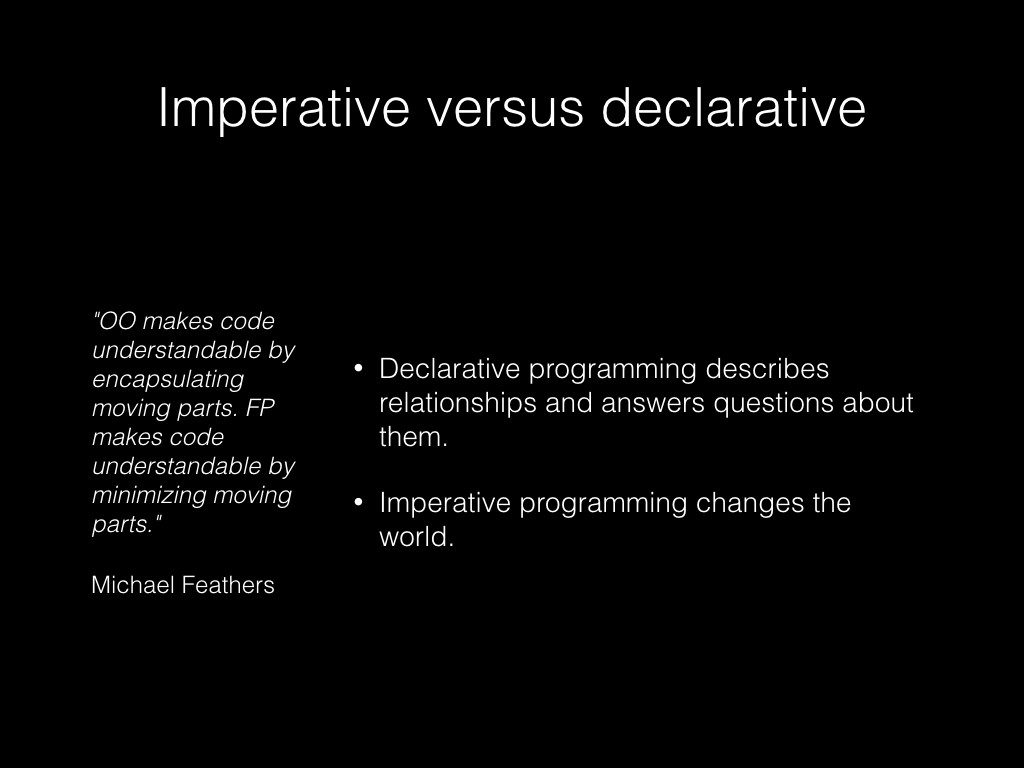 Imperative versus declarative
"OO makes code
understandable by
encapsulating
moving parts. FP
makes code
understandable by
minimizing moving
parts."
Michael Feathers
• Declarative programming describes
relationships and answers questions about
them.
• Imperative programming changes the
world.